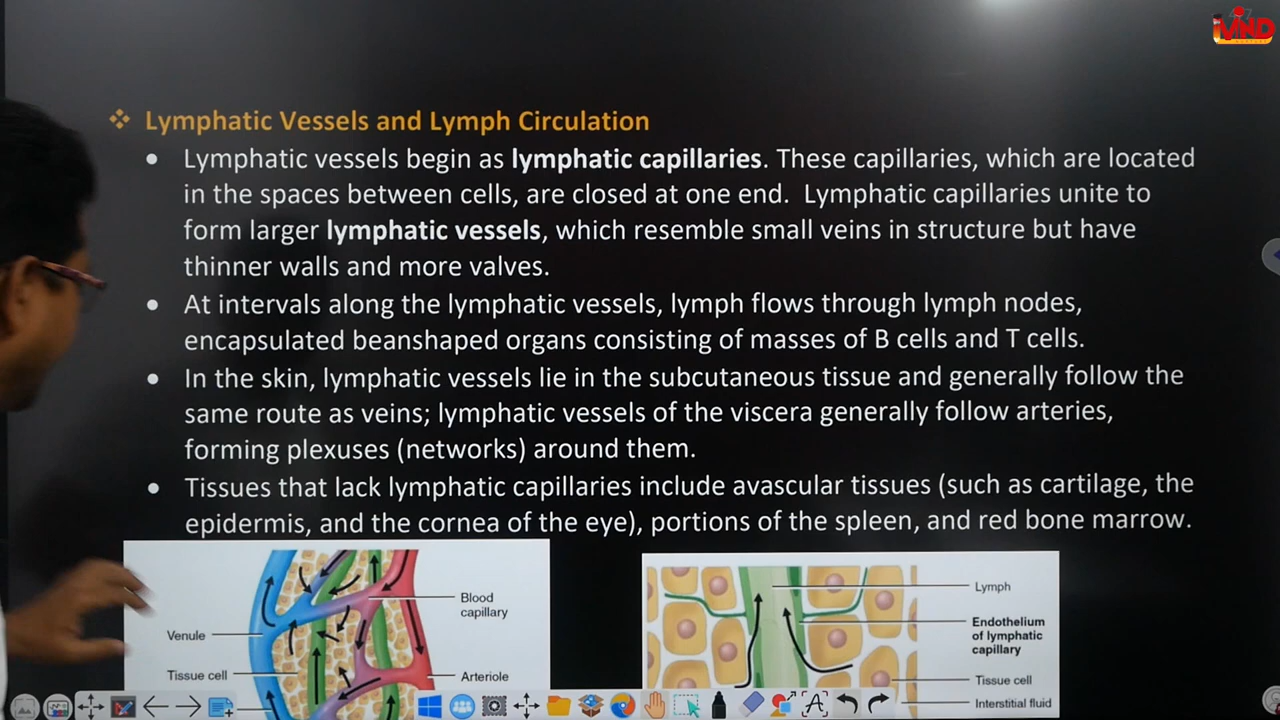 iMND
❖ Lymphatic Vessels and Lymph Circulation
• Lymphatic vessels begin as lymphatic capillaries. These capillaries, which are located
in the spaces between cells, are closed at one end. Lymphatic capillaries unite to
form larger lymphatic vessels, which resemble small veins in structure but have
thinner walls and more valves.
• At intervals along the lymphatic vessels, lymph flows through lymph nodes,
encapsulated beanshaped organs consisting of masses of B cells and T cells.
• In the skin, lymphatic vessels lie in the subcutaneous tissue and generally follow the
same route as veins; lymphatic vessels of the viscera generally follow arteries,
forming plexuses (networks) around them.
• Tissues that lack lymphatic capillaries include avascular tissues (such as cartilage, the
epidermis, and the cornea of the eye), portions of the spleen, and red bone marrow.
Blood
capillary
Venule
Tissue cell
Arteriole
Lymph
Endothelium
of lymphatic
capillary
Tissue cell
Interstitial fluid